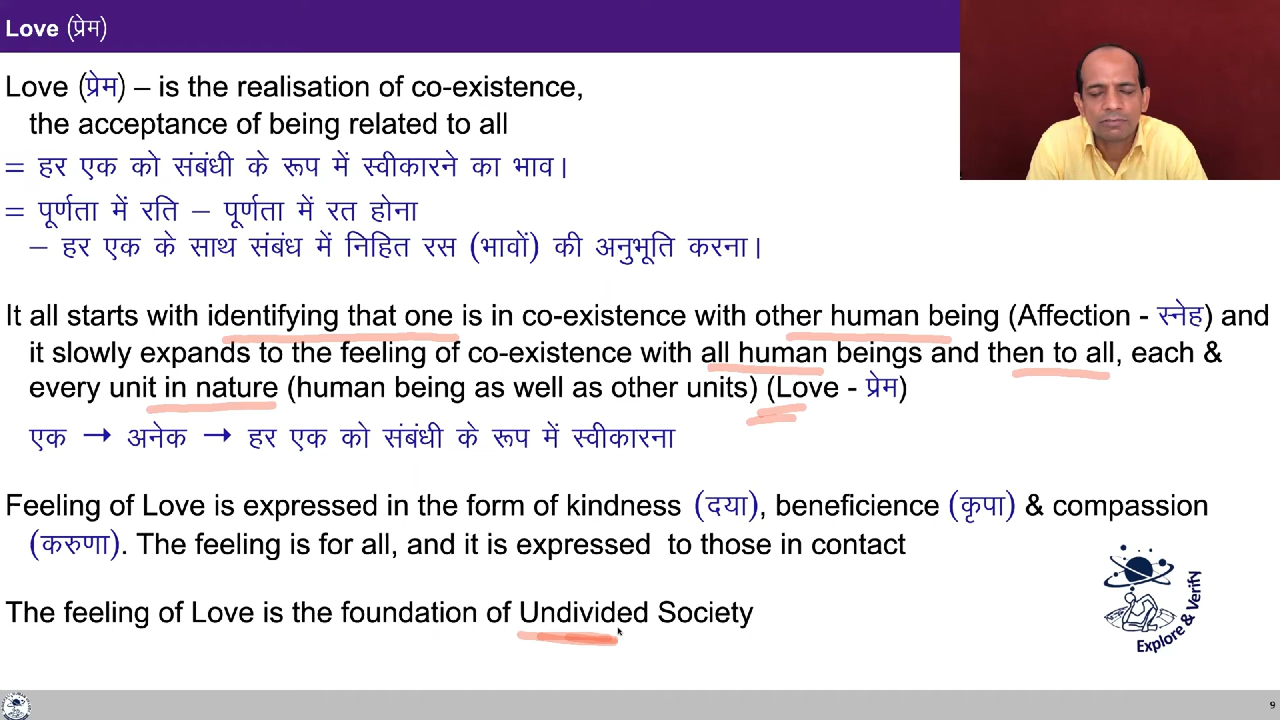 Love (प्रेम)
Love (प्रेम) – is the realisation of co-existence,
the acceptance of being related to all
= हर एक को संबंधी के रूप में स्वीकारने का भाव।
= पूर्णता में रति – पूर्णता में रत होना
– हर एक के साथ संबंध में निहित रस (भावों) की अनुभूति करना।
It all starts with identifying that one is in co-existence with other human being (Affection - स्नेह) and
it slowly expands to the feeling of co-existence with all human beings and then to all, each &
every unit in nature (human being as well as other units) (Love - प्रेम)
एक → अनेक → हर एक को संबंधी के रूप में स्वीकारना
Feeling of Love is expressed in the form of kindness (दया), beneficience (कृपा) & compassion
(करुणा). The feeling is for all, and it is expressed to those in contact
The feeling of Love is the foundation of Undivided Society
Explore & Verify
9